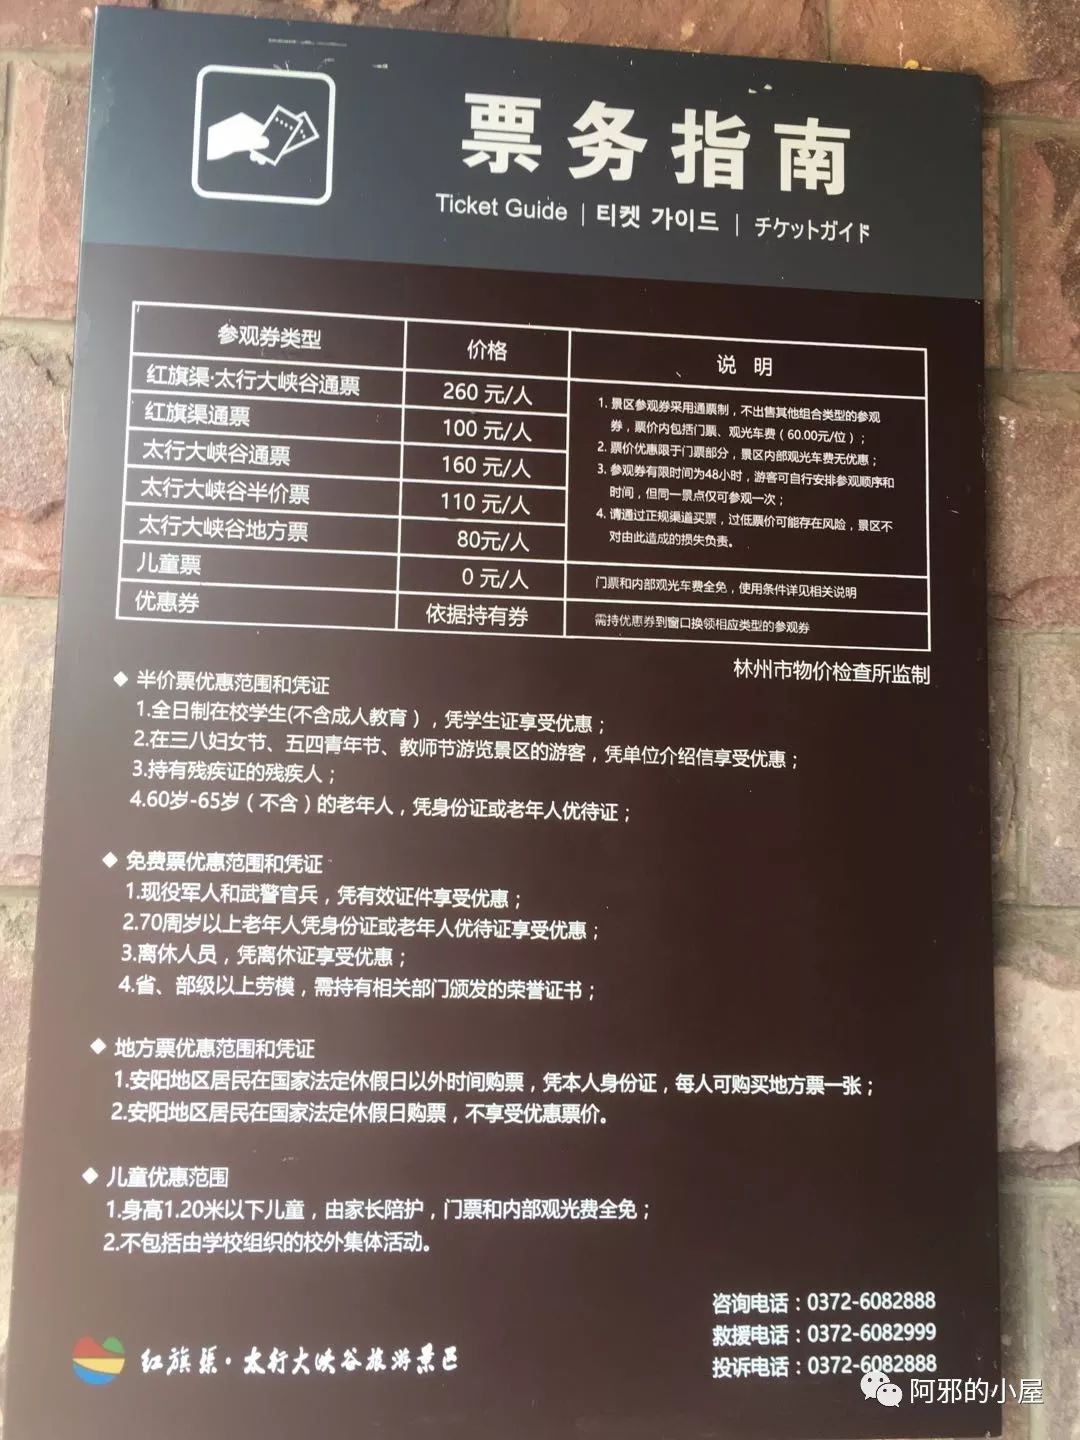 票务指南
Ticket Guide | 티켓 가이드 | チケットガイド
参观券类型 价格 说 明
红旗渠·太行大峡谷通票 260 元/人
红旗渠通票 100 元/人
太行大峡谷通票 160 元/人
太行大峡谷半价票 110 元/人
太行大峡谷地方票 80元/人
1. 景区参观券采用通票制，不出售其他组合类型的参观
券，票价内包括门票、观光车费（60.00元/位）；
2. 票价优惠限于门票部分，景区内部观光车费无优惠；
3. 参观券有限时间为48小时，游客可自行安排参观顺序和
时间，但同一景点仅可参观一次；
4. 请通过正规渠道买票，过低票价可能存在风险，景区不
对由此造成的损失负责。
儿童票 0 元/人 门票和内部观光车费全免，使用条件详见相关说明
优惠券 依据持有券 需持优惠券到窗口换领相应类型的参观券
林州市物价检查所监制
◆ 半价票优惠范围和凭证
1.全日制在校学生(不含成人教育），凭学生证享受优惠；
2.在三八妇女节、五四青年节、教师节游览景区的游客，凭单位介绍信享受优惠；
3.持有残疾证的残疾人；
4.60岁-65岁（不含）的老年人，凭身份证或老年人优待证；
◆ 免费票优惠范围和凭证
1.现役军人和武警官兵，凭有效证件享受优惠；
2.70周岁以上老年人凭身份证或老年人优待证享受优惠；
3.离休人员，凭离休证享受优惠；
4.省、部级以上劳模，需持有相关部门颁发的荣誉证书；
◆ 地方票优惠范围和凭证
1.安阳地区居民在国家法定休假日以外时间购票，凭本人身份证，每人可购买地方票一张；
2.安阳地区居民在国家法定休假日购票，不享受优惠票价。
◆ 儿童优惠范围
1.身高1.20米以下儿童，由家长陪护，门票和内部观光费全免；
2.不包括由学校组织的校外集体活动。
咨询电话：0372-6082888
救援电话：0372-6082999
投诉电话：0372-6082888
红旗渠·太行大峡谷旅游景区
阿邪的小屋